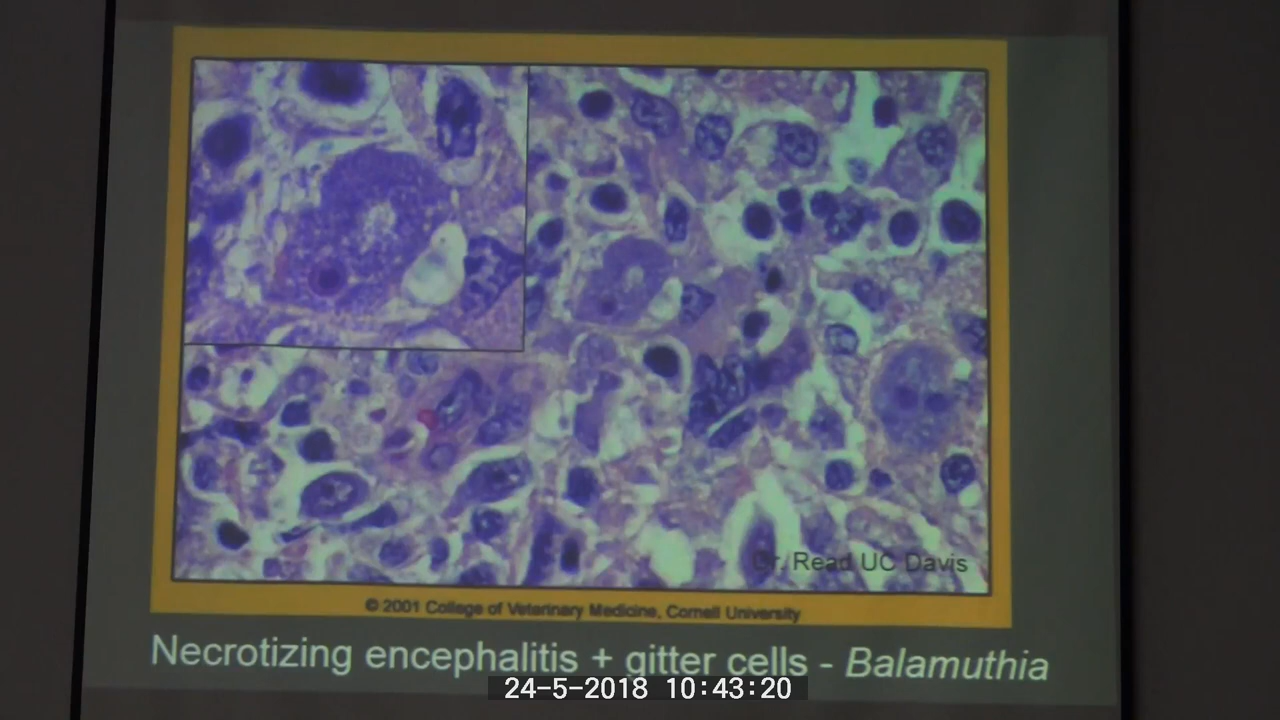 Dr. Read UC Davis
© 2001 College of Veterinary Medicine, Cornell University
Necrotizing encephalitis + gitter cells - Balamuthia
24-5-2018 10:43:20